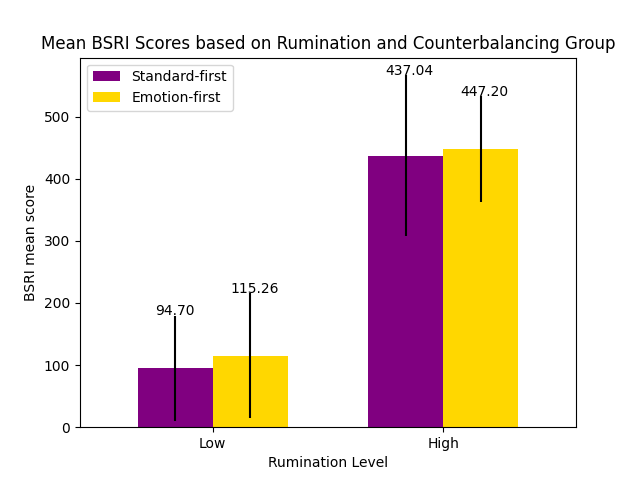 Mean BSRI Scores based on Rumination and Counterbalancing Group
Standard-first
Emotion-first
437.04
447.20
115.26
94.70
500
400
300
200
100
0
BSRI mean score
Low
High
Rumination Level